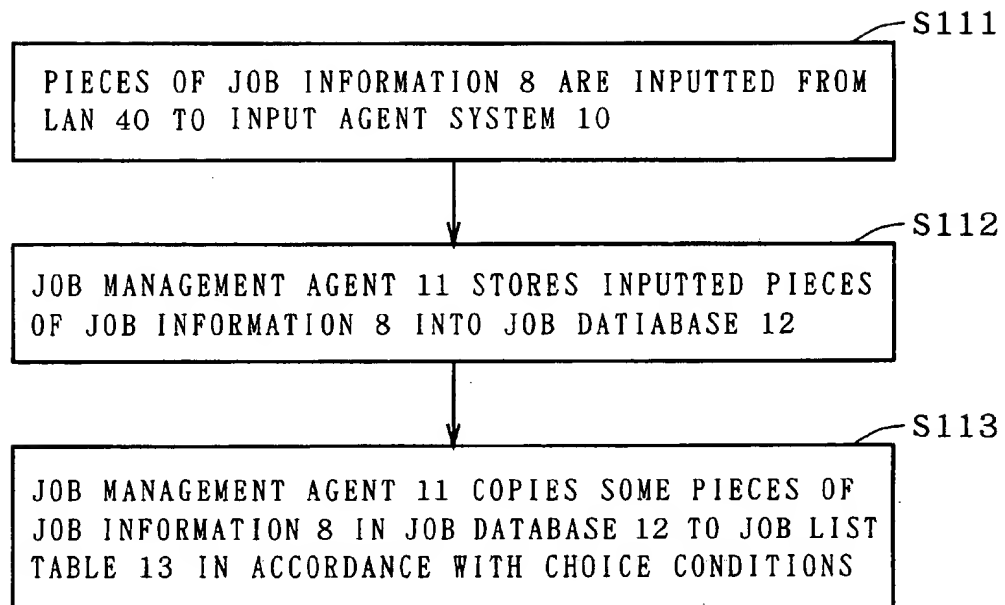 S111
PIECES OF JOB INFORMATION 8 ARE INPUTTED FROM
LAN 40 TO INPUT AGENT SYSTEM 10
S112
JOB MANAGEMENT AGENT 11 STORES INPUTTED PIECES
OF JOB INFORMATION 8 INTO JOB DATIABASE 12
S113
JOB MANAGEMENT AGENT 11 COPIES SOME PIECES OF
JOB INFORMATION 8 IN JOB DATABASE 12 TO JOB LIST
TABLE 13 IN ACCORDANCE WITH CHOICE CONDITIONS